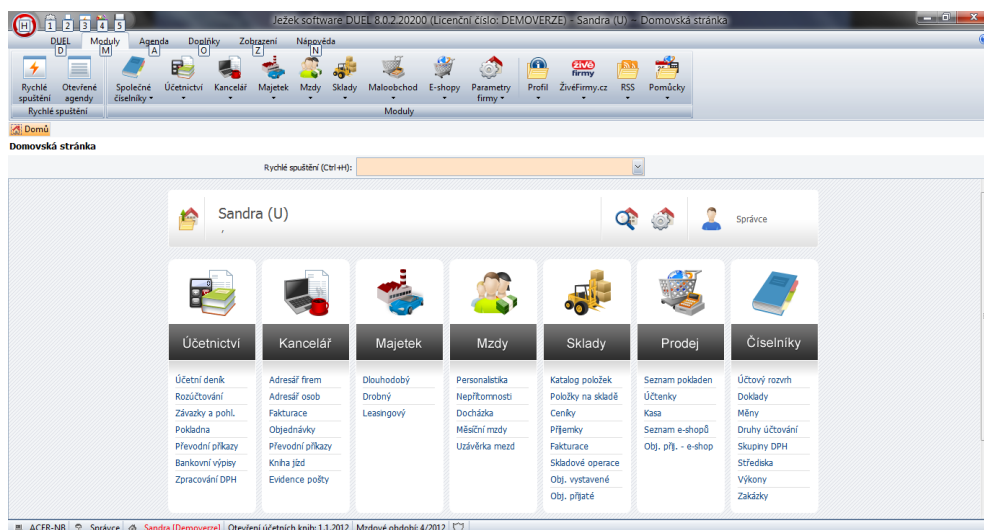 Ježek software DUEL 8.0.2.20200 (Licenční číslo: DEMOVERZE) - Sandra (U) - Domovská stránka
H 1 2 3 4 5
DUEL Moduly Agenda Doplňky Zobrazení Nápověda
D M A O Z N
Rychlé spuštění Otevřené agendy Společné číselníky Účetnictví Kancelář Majetek Mzdy Sklady Maloobchod E-shopy Parametry firmy Profil ŽivéFirmy.cz RSS Pomůcky
živé firmy
Rychlé spuštění Moduly
Domů
Domovská stránka
Rychlé spuštění (Ctrl+H):
Sandra (U)
,
Správce
Účetnictví Kancelář Majetek Mzdy Sklady Prodej Číselníky
Účetní deník Adresář firem Dlouhodobý Personalistika Katalog položek Seznam pokladen Účtový rozvrh
Rozúčtování Adresář osob Drobný Nepřítomnosti Položky na skladě Účtenky Doklady
Závazky a pohl. Fakturace Leasingový Docházka Ceníky Kasa Měny
Pokladna Objednávky Měsíční mzdy Příjemky Seznam e-shopů Druhy účtování
Převodní příkazy Převodní příkazy Uzávěrka mezd Fakturace Obj. přij. - e-shop Skupiny DPH
Bankovní výpisy Kniha jízd Skladové operace Střediska
Zpracování DPH Evidence pošty Obj. vystavené Výkony
Obj. přijaté Zakázky
ACER-NB Správce Sandra [Demoverze] Otevření účetních knih: 1.1.2012 Mzdové období: 4/2012